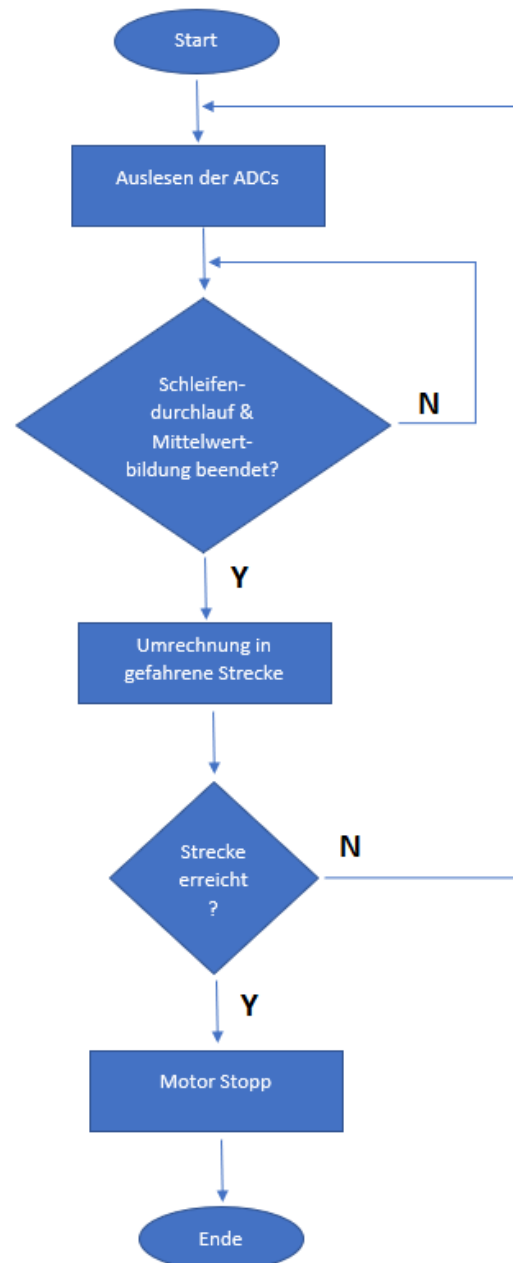 Start
Auslesen der ADCs
Schleifen-
durchlauf &
Mittelwert-
bildung beendet?
N
Y
Umrechnung in
gefahrene Strecke
Strecke
erreicht
?
N
Y
Motor Stopp
Ende